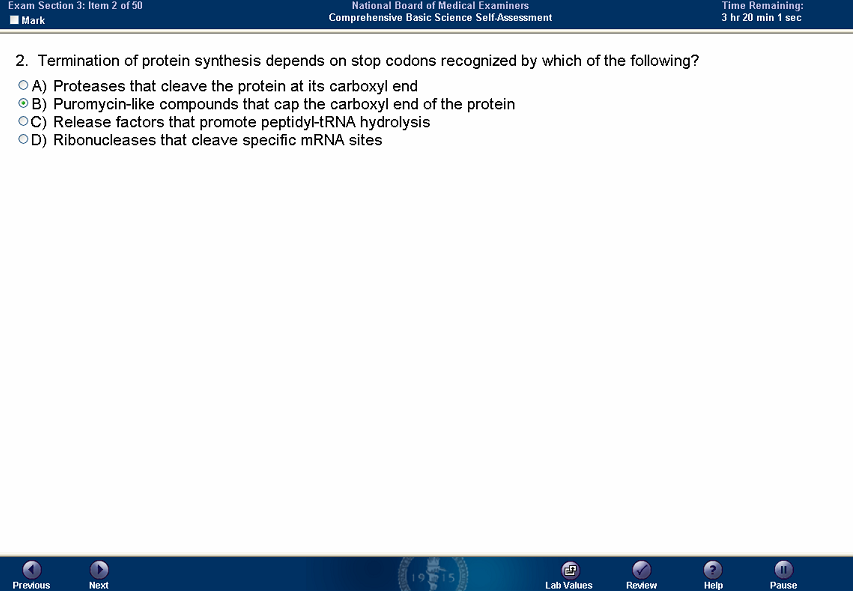 Exam Section 3: Item 2 of 50
National Board of Medical Examiners
Time Remaining:
Mark
Comprehensive Basic Science Self-Assessment
3 hr 20 min 1 sec
2. Termination of protein synthesis depends on stop codons recognized by which of the following?
A) Proteases that cleave the protein at its carboxyl end
B) Puromycin-like compounds that cap the carboxyl end of the protein
C) Release factors that promote peptidyl-tRNA hydrolysis
D) Ribonucleases that cleave specific mRNA sites
19 15
Previous
Next
Lab Values
Review
Help
Pause